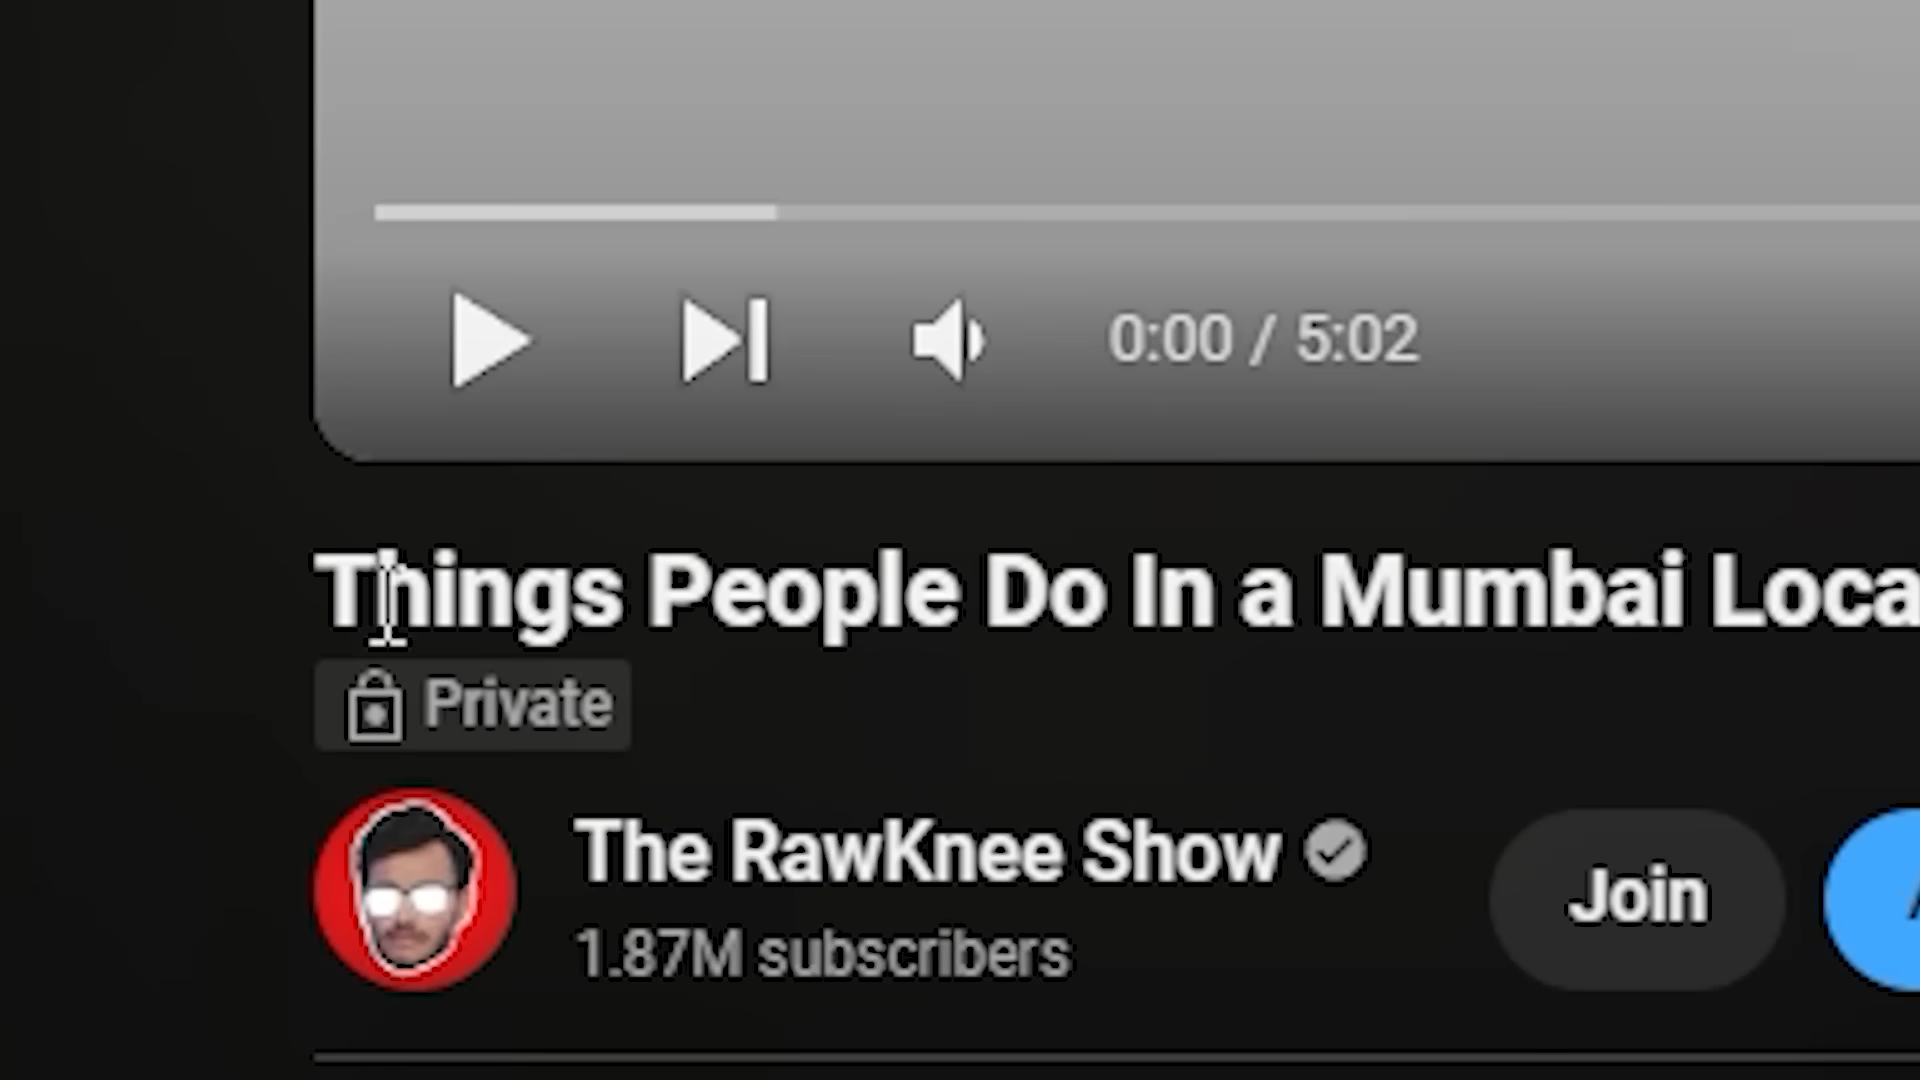 0:00 / 5:02
Things People Do In a Mumbai Loca
Private
The RawKnee Show
Join
1.87M subscribers